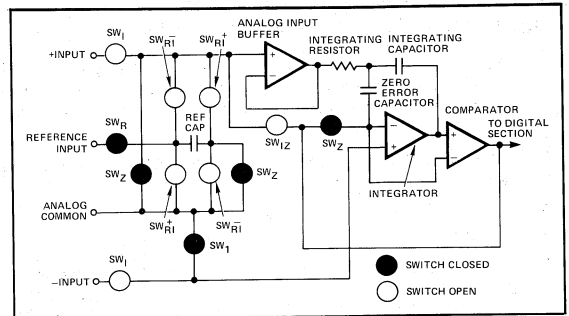 ANALOG INPUT
BUFFER
INTEGRATING
RESISTOR
INTEGRATING
CAPACITOR
+INPUT
SWI
SWRI−
SWRI+
ZERO
ERROR
CAPACITOR
COMPARATOR
TO DIGITAL
SECTION
REFERENCE
INPUT
SWR
REF
CAP
SWIZ
SWZ
INTEGRATOR
SWZ
SWZ
ANALOG
COMMON
SWRI+
SWRI−
SW1
−INPUT
SWI
SWITCH CLOSED
SWITCH OPEN
+
−
−
+
+
−